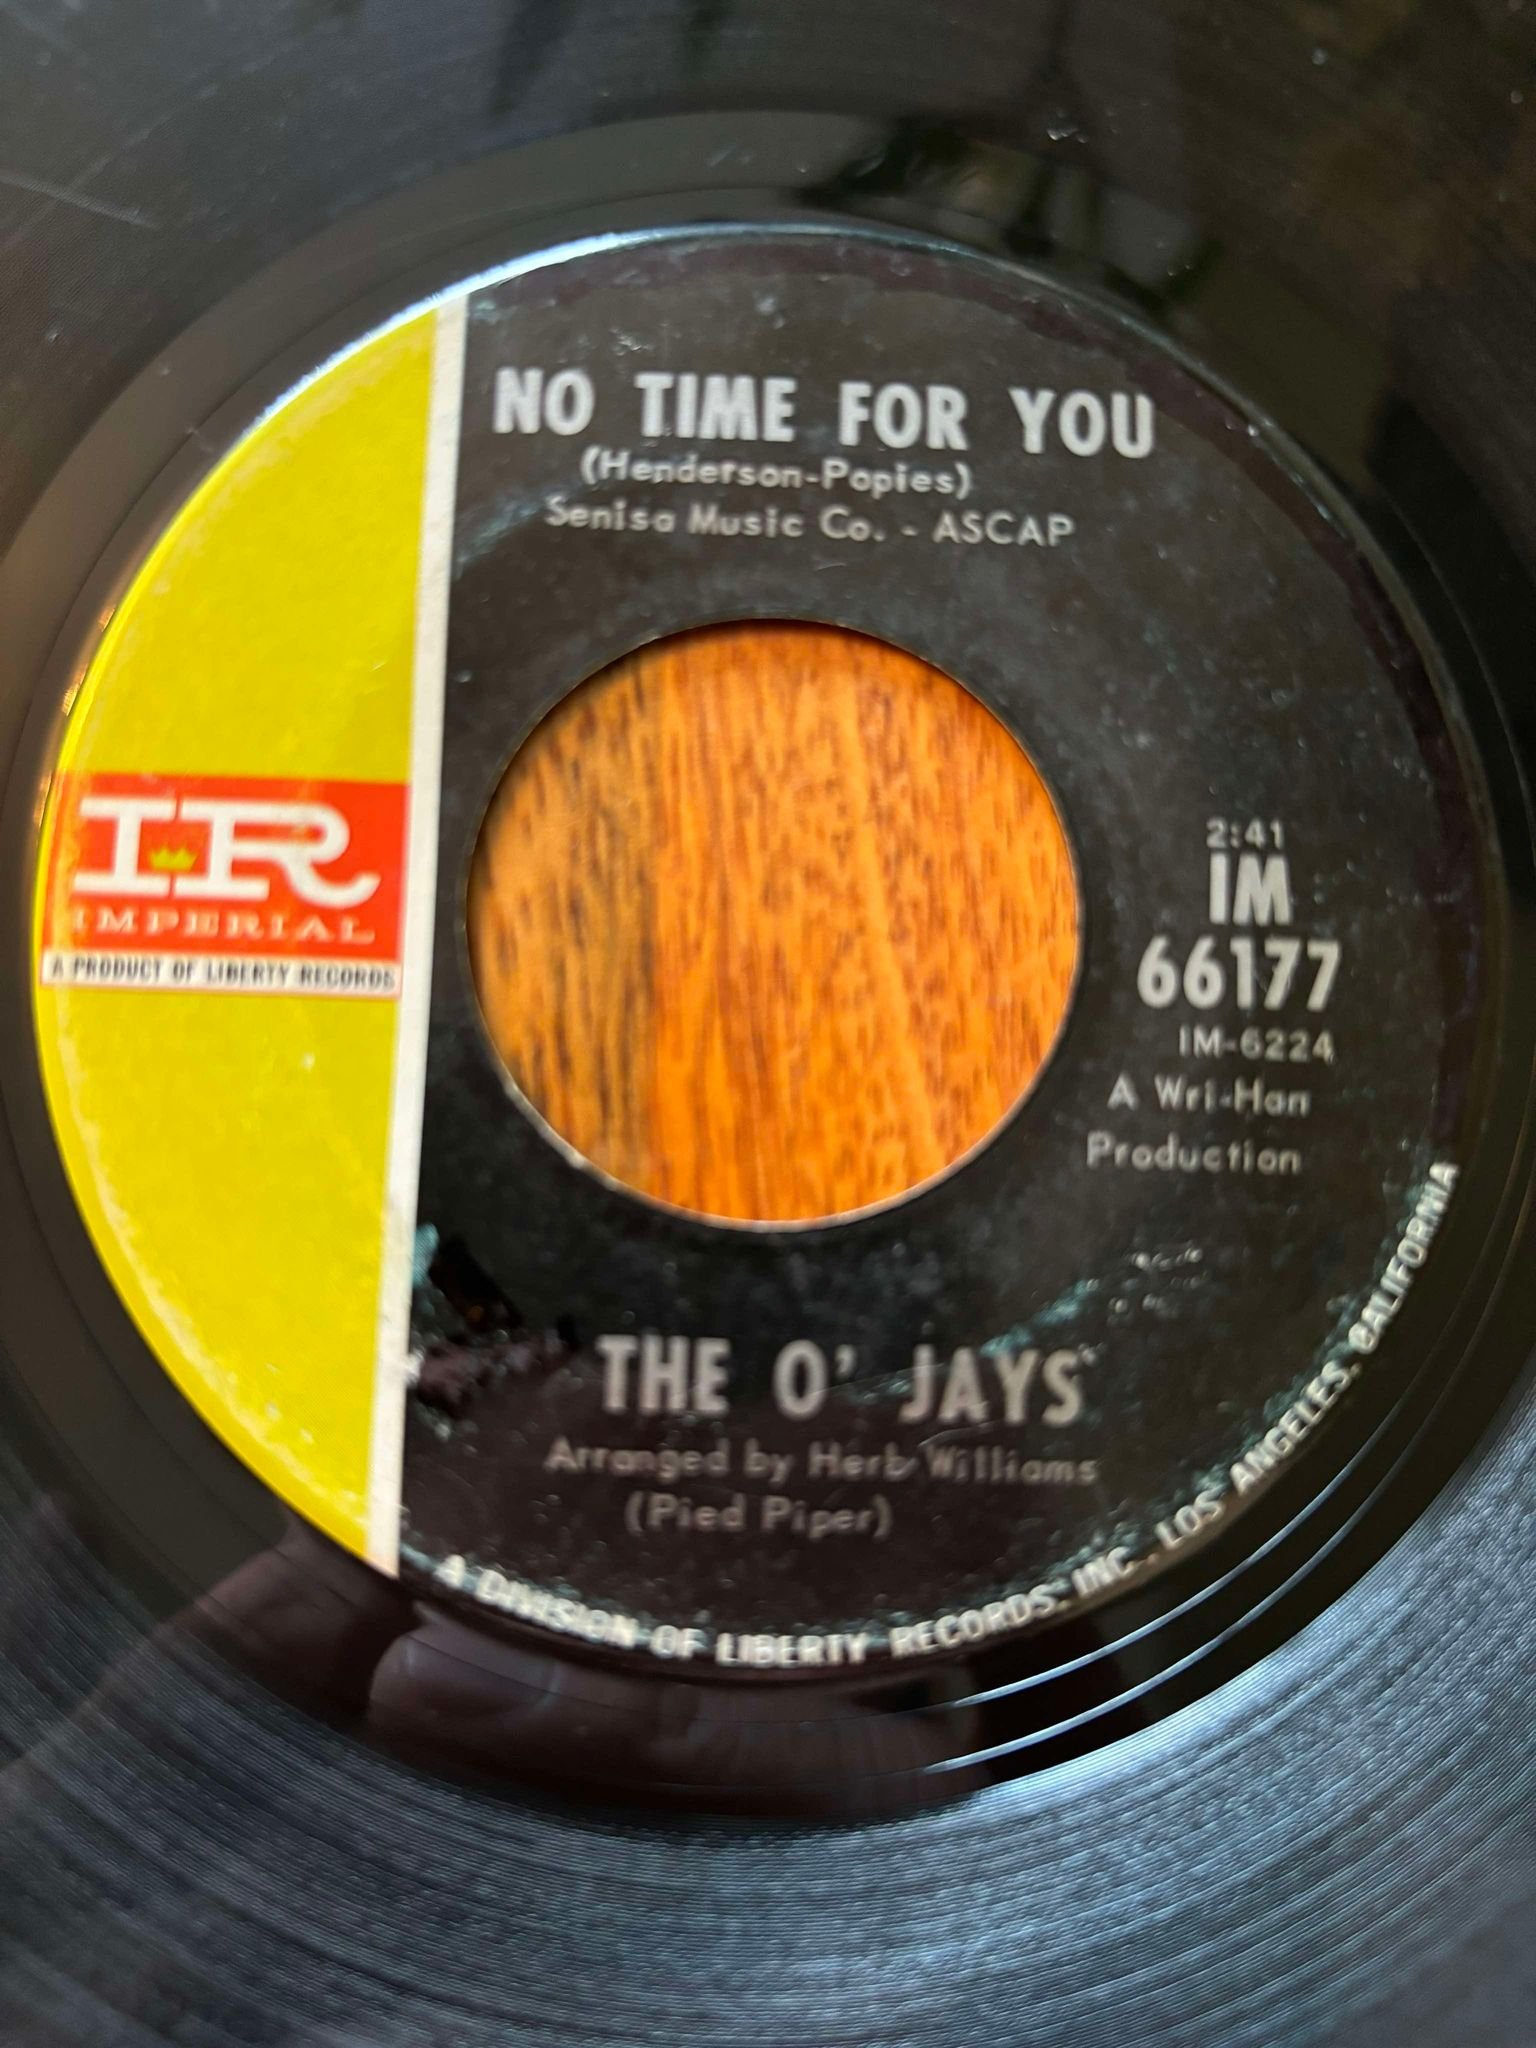 NO TIME FOR YOU
(Henderson-Popies)
Senisa Music Co. - ASCAP
IR
IMPERIAL
A PRODUCT OF LIBERTY RECORDS
2:41
IM
66177
IM-6224
A Wri-Han
Production
THE O' JAYS
Arranged by Herb Williams
(Pied Piper)
A DIVISION OF LIBERTY RECORDS, INC., LOS ANGELES, CALIFORNIA